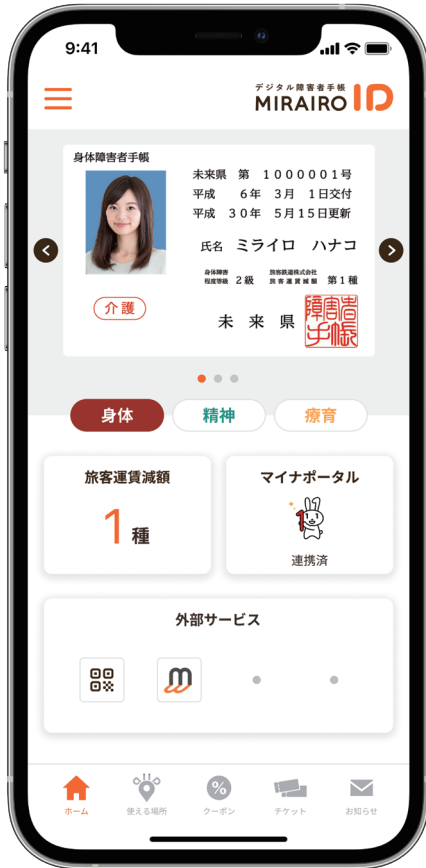 9:41
デジタル障害者手帳
MIRAIRO ID
身体障害者手帳
未来県 第 1000001号
平成 6年 3月 1日交付
平成 30年 5月15日更新
氏名 ミライロ ハナコ
身体障害程度等級 2級 旅客鉄道株式会社旅客運賃減額 第1種
介護
未来県
障害者手帳
身体
精神
療育
旅客運賃減額
1種
マイナポータル
1
連携済
外部サービス
m
ホーム
使える場所
クーポン
チケット
お知らせ